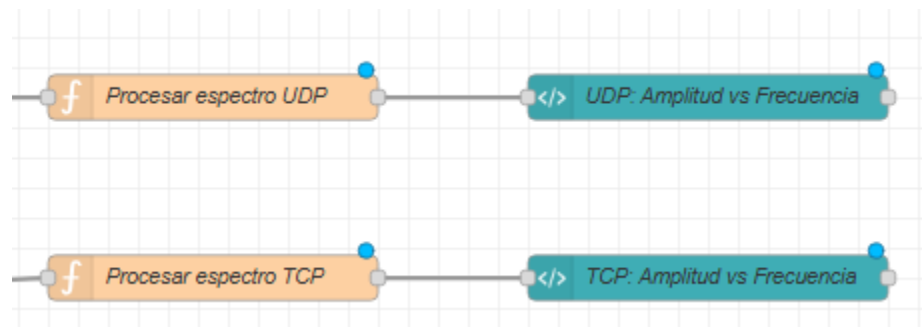 Procesar espectro UDP
UDP: Amplitud vs Frecuencia
Procesar espectro TCP
TCP: Amplitud vs Frecuencia